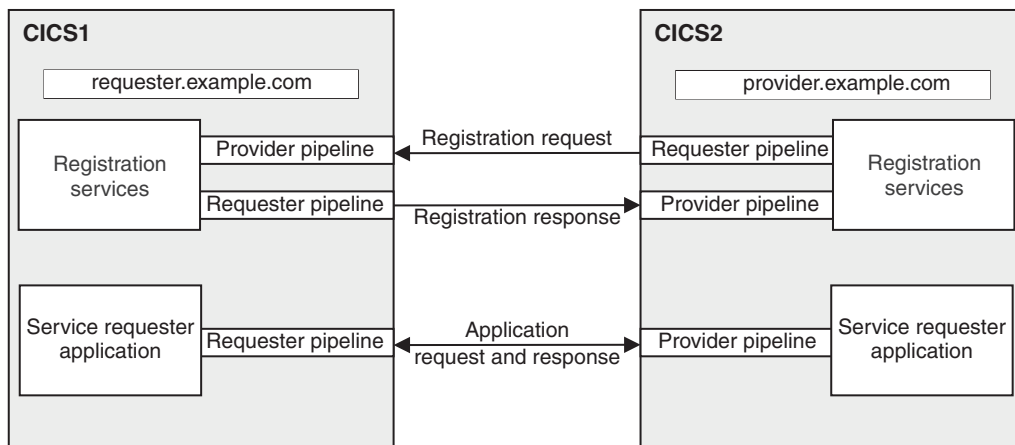 CICS1
CICS2
requester.example.com
provider.example.com
Registration
services
Provider pipeline
Registration request
Requester pipeline
Registration
services
Requester pipeline
Registration response
Provider pipeline
Service requester
application
Requester pipeline
Application
request and response
Provider pipeline
Service requester
application